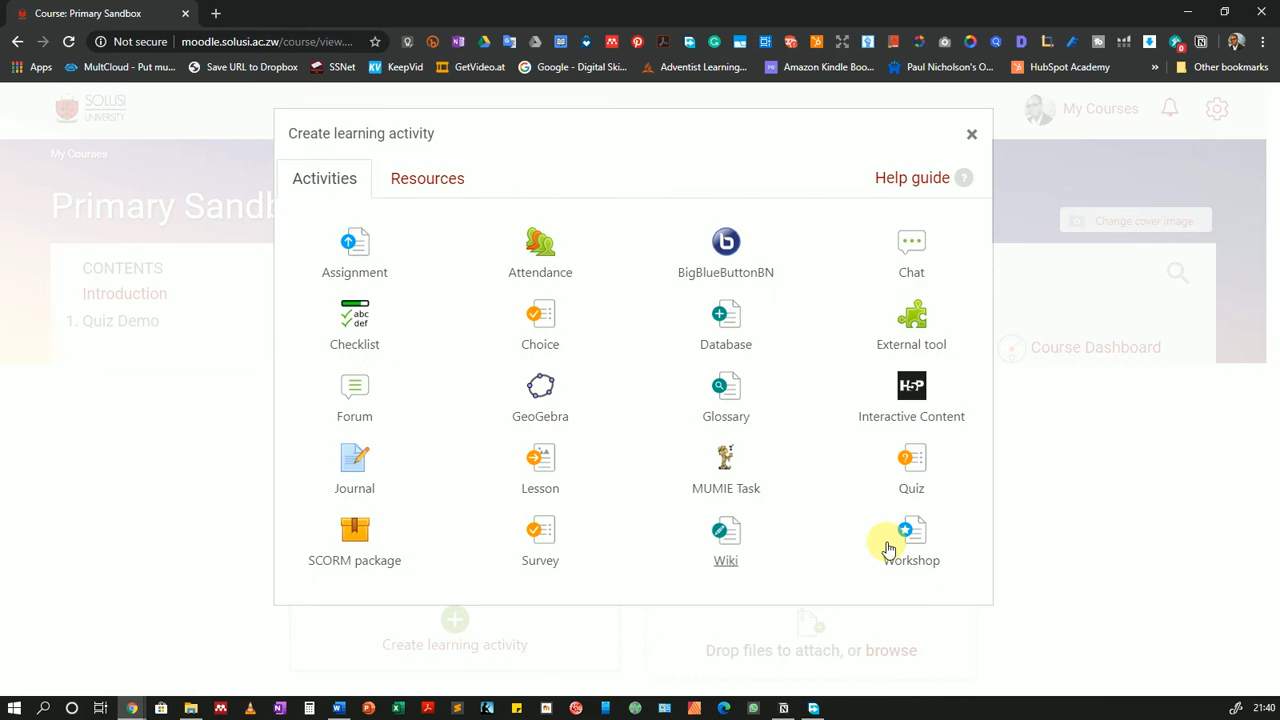 Course: Primary Sandbox
Not secure
moodle.solusi.ac.zw/course/view....
Apps
MultCloud - Put mu...
Save URL to Dropbox
SSNet
KeepVid
GetVideo.at
Google - Digital Ski...
Adventist Learning...
Amazon Kindle Boo...
Paul Nicholson's O...
HubSpot Academy
»
Other bookmarks
SOLUSI
UNIVERSITY
My Courses
Create learning activity
My Courses
Activities
Resources
Help guide ?
Primary Sandb
Change cover image
CONTENTS
Introduction
1. Quiz Demo
Course Dashboard
Assignment
Attendance
BigBlueButtonBN
Chat
abc
def
Checklist
Choice
Database
External tool
H5P
Forum
GeoGebra
Glossary
Interactive Content
Journal
Lesson
MUMIE Task
Quiz
SCORM package
Survey
Wiki
Workshop
Create learning activity
Drop files to attach, or browse
21:40